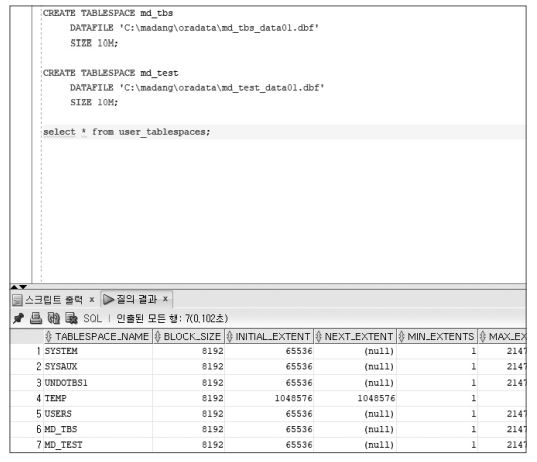 CREATE TABLESPACE md_tbs
DATAFILE 'C:\madang\oradata\md_tbs_data01.dbf'
SIZE 10M;
CREATE TABLESPACE md_test
DATAFILE 'C:\madang\oradata\md_test_data01.dbf'
SIZE 10M;
select * from user_tablespaces;
스크립트 출력 x 질의 결과 x
SQL | 인출된 모든 행: 7(0,102초)
TABLESPACE_NAME BLOCK_SIZE INITIAL_EXTENT NEXT_EXTENT MIN_EXTENTS MAX_EX
1 SYSTEM 8192 65536 (null) 1 2147
2 SYSAUX 8192 65536 (null) 1 2147
3 UNDOTBS1 8192 65536 (null) 1 2147
4 TEMP 8192 1048576 1048576 1
5 USERS 8192 65536 (null) 1 2147
6 MD_TBS 8192 65536 (null) 1 2147
7 MD_TEST 8192 65536 (null) 1 2147